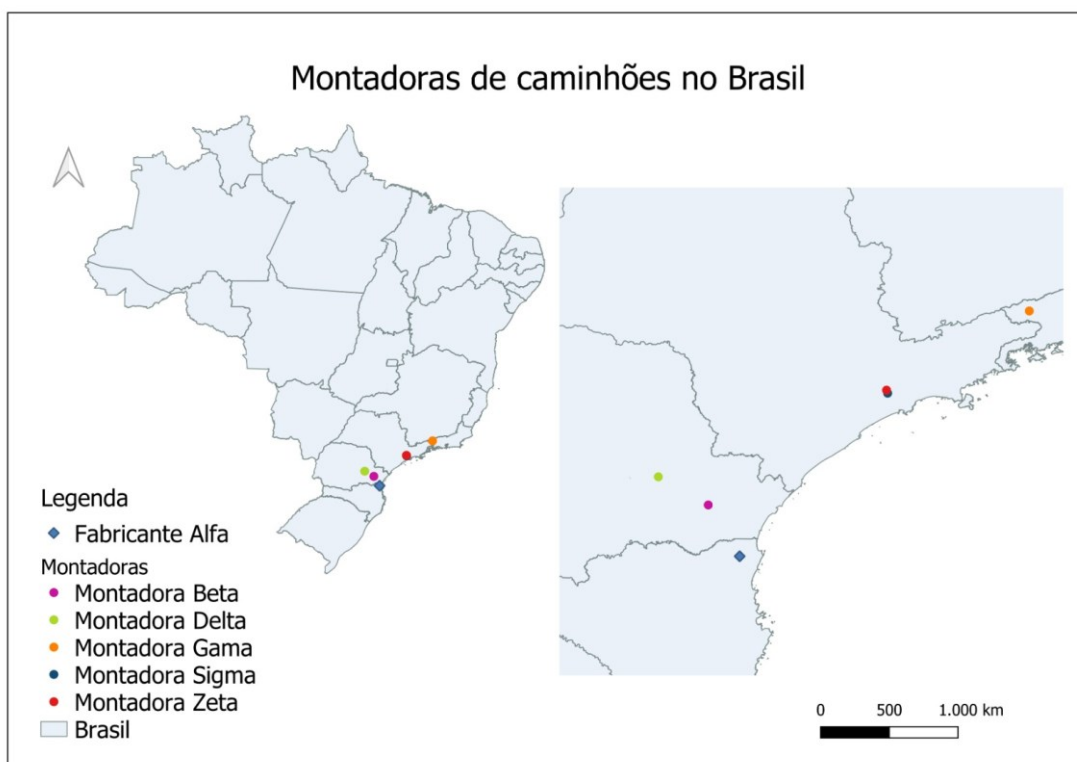 Montadoras de caminhões no Brasil
Legenda
Fabricante Alfa
Montadoras
Montadora Beta
Montadora Delta
Montadora Gama
Montadora Sigma
Montadora Zeta
Brasil
0 500 1.000 km